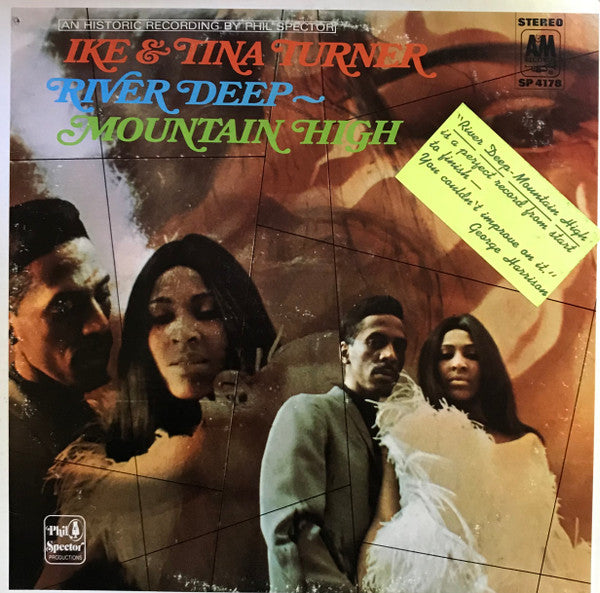 AN HISTORIC RECORDING BY PHIL SPECTOR
IKE & TINA TURNER
RIVER DEEP~
MOUNTAIN HIGH
STEREO
A&M
RECORDS
SP 4178
"River Deep-Mountain High
is a perfect record from start
to finish—
You couldn't improve on it."
George Harrison
Phil
Spector
PRODUCTIONS